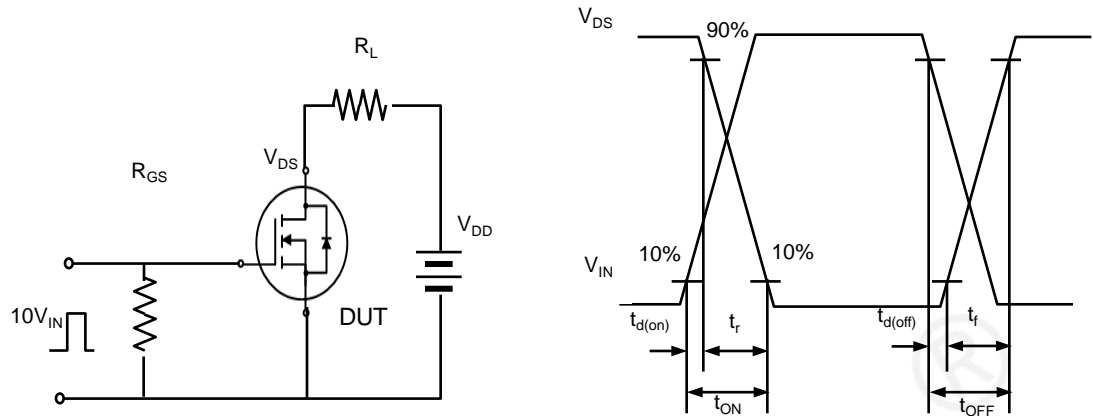 R_L
V_DS
R_GS
V_DD
10V_IN
DUT
V_DS
90%
V_IN
10%
10%
t_d(on)
t_r
t_d(off)
t_f
t_ON
t_OFF
R